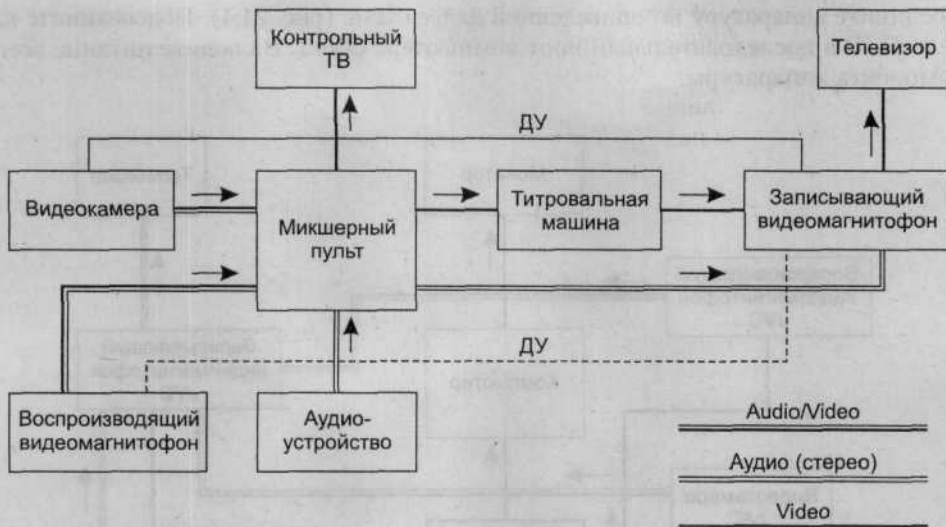 Контрольный
ТВ
Телевизор
ДУ
Видеокамера
Микшерный
пульт
Титровальная
машина
Записывающий
видеомагнитофон
ДУ
Воспроизводящий
видеомагнитофон
Аудио-
устройство
Audio/Video
Аудио (стерео)
Video